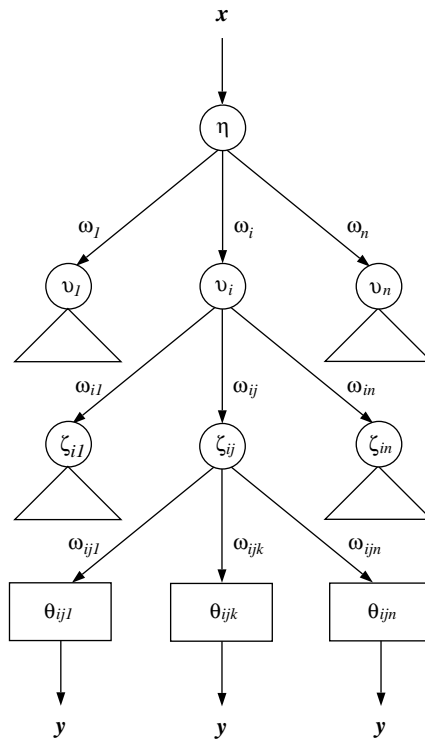 x
η
ω1 ωi ωn
υ1 υi υn
ωi1 ωij ωin
ζi1 ζij ζin
ωij1 ωijk ωijn
θij1 θijk θijn
y y y